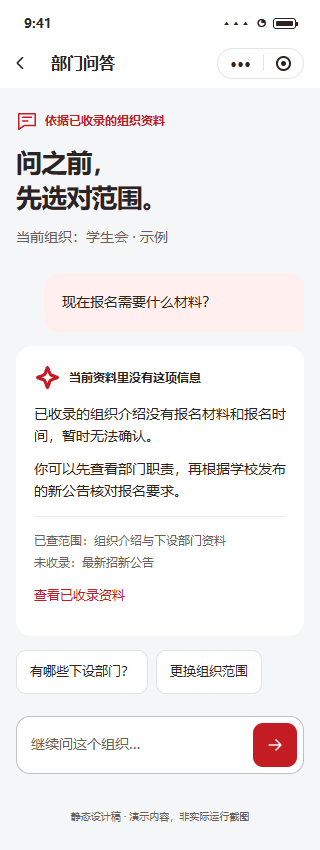 9:41
部门问答
依据已收录的组织资料
问之前，
先选对范围。
当前组织：学生会 · 示例
现在报名需要什么材料？
当前资料里没有这项信息
已收录的组织介绍没有报名材料和报名时
间，暂时无法确认。
你可以先查看部门职责，再根据学校发布
的新公告核对报名要求。
已查范围：组织介绍与下设部门资料
未收录：最新招新公告
查看已收录资料
有哪些下设部门？
更换组织范围
继续问这个组织...
静态设计稿 · 演示内容，非实际运行截图